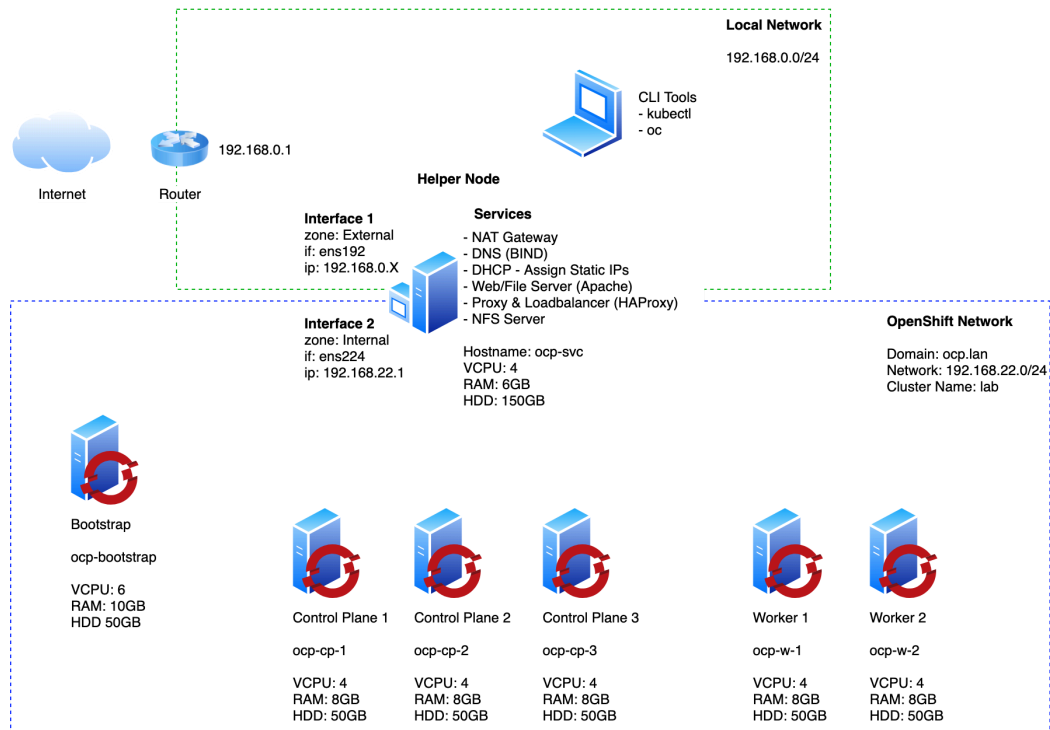 Local Network
192.168.0.0/24
CLI Tools
- kubectl
- oc
Internet
Router
192.168.0.1
Helper Node
Interface 1
zone: External
if: ens192
ip: 192.168.0.X
Services
- NAT Gateway
- DNS (BIND)
- DHCP - Assign Static IPs
- Web/File Server (Apache)
- Proxy & Loadbalancer (HAProxy)
- NFS Server
Interface 2
zone: Internal
if: ens224
ip: 192.168.22.1
Hostname: ocp-svc
VCPU: 4
RAM: 6GB
HDD: 150GB
OpenShift Network
Domain: ocp.lan
Network: 192.168.22.0/24
Cluster Name: lab
Bootstrap
ocp-bootstrap
VCPU: 6
RAM: 10GB
HDD 50GB
Control Plane 1
ocp-cp-1
VCPU: 4
RAM: 8GB
HDD: 50GB
Control Plane 2
ocp-cp-2
VCPU: 4
RAM: 8GB
HDD: 50GB
Control Plane 3
ocp-cp-3
VCPU: 4
RAM: 8GB
HDD: 50GB
Worker 1
ocp-w-1
VCPU: 4
RAM: 8GB
HDD: 50GB
Worker 2
ocp-w-2
VCPU: 4
RAM: 8GB
HDD: 50GB